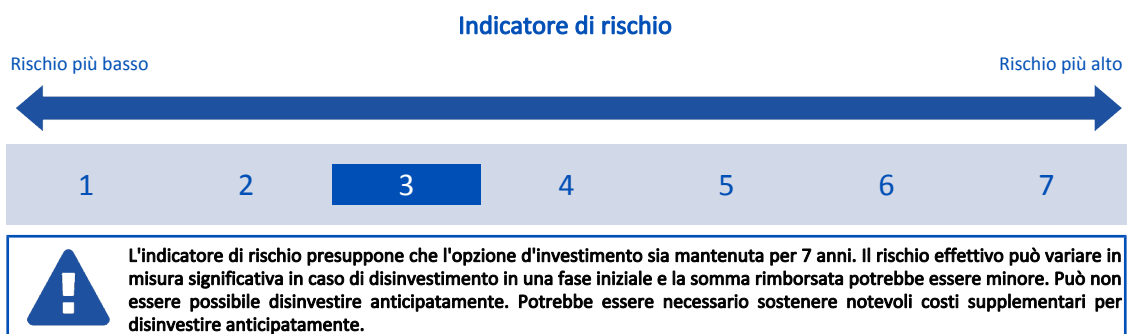 Indicatore di rischio
Rischio più basso
Rischio più alto
1 2 3 4 5 6 7
L'indicatore di rischio presuppone che l'opzione d'investimento sia mantenuta per 7 anni. Il rischio effettivo può variare in
misura significativa in caso di disinvestimento in una fase iniziale e la somma rimborsata potrebbe essere minore. Può non
essere possibile disinvestire anticipatamente. Potrebbe essere necessario sostenere notevoli costi supplementari per
disinvestire anticipatamente.